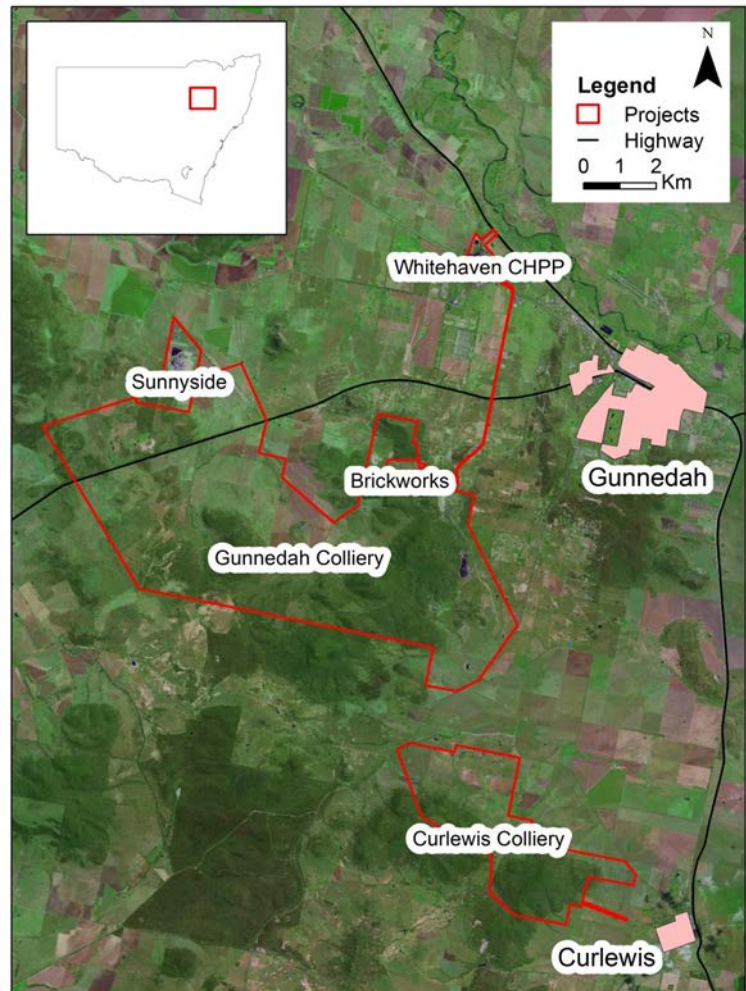 N
Legend
Projects
Highway
0 1 2
Km
Whitehaven CHPP
Sunnyside
Brickworks
Gunnedah
Gunnedah Colliery
Curlewis Colliery
Curlewis